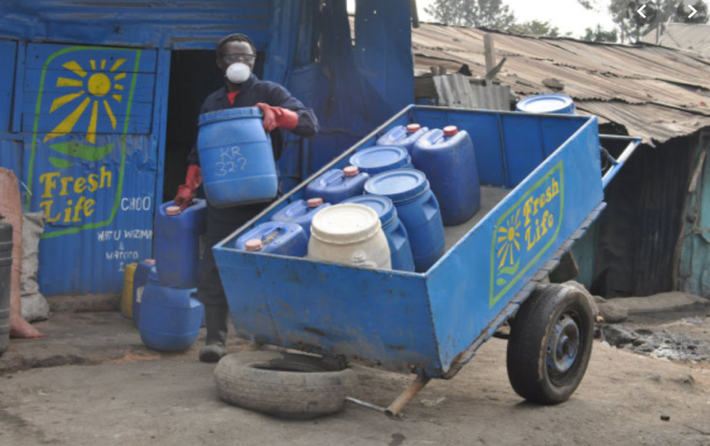 Fresh
Life
CHOO
WATU WAZIMA
&
WATOTO
KR
322
Fresh
Life